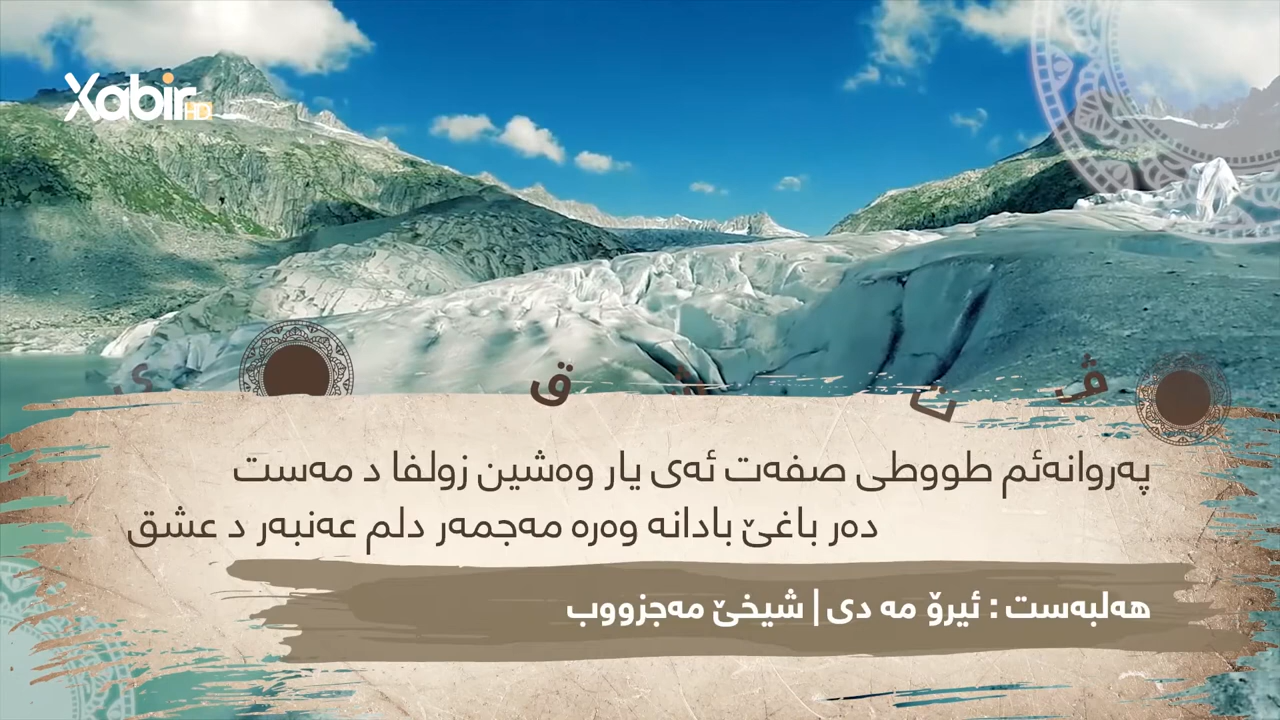 Xabir HD
ی ق ش ت ڤ
پەروانەئم طووطی صفەت ئەی یار وەشین زولفا د مەست
دەر باغێ بادانە وەرە مەجمەر دلم عەنبەر د عشق
هەلبەست : ئیرۆ مە دی | شیخێ مەجزووب